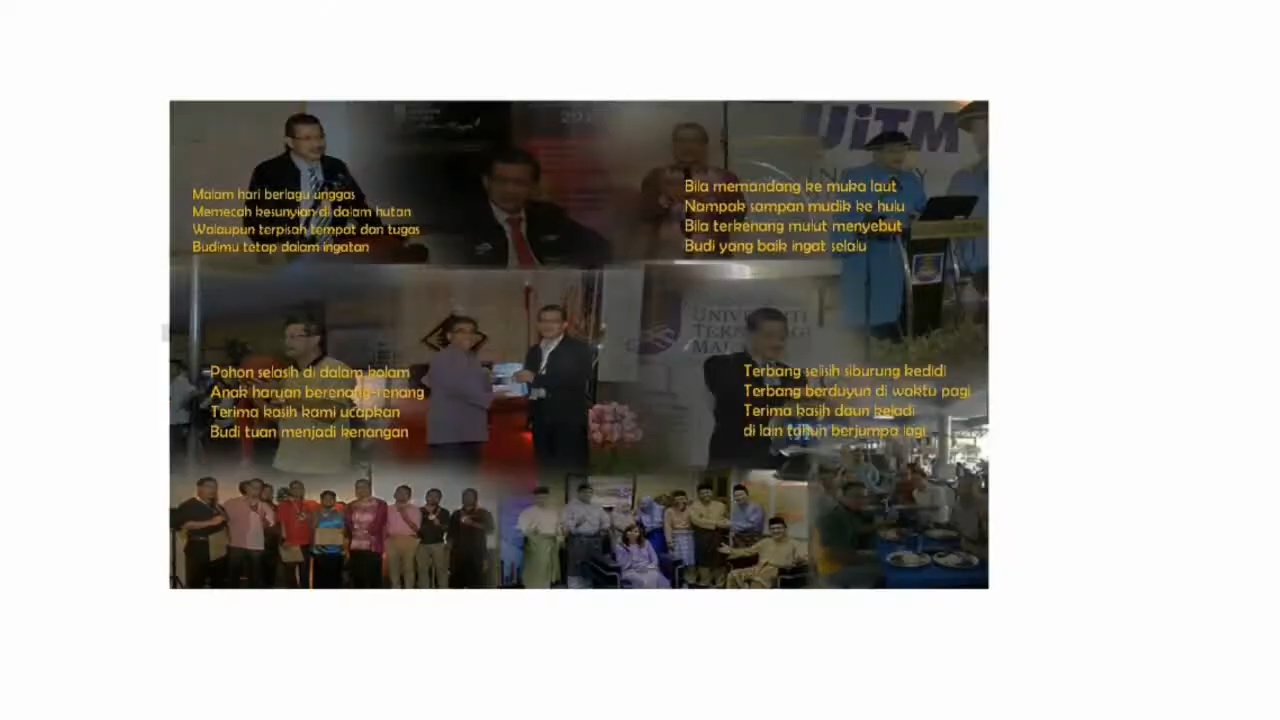 UiTM
Malam hari berlagu unggas
Memecah kesunyian di dalam hutan
Walaupun terpisah tempat dan tugas
Budimu tetap dalam ingatan
Bila memandang ke muka laut
Nampak sampan mudik ke hulu
Bila terkenang mulut menyebut
Budi yang baik ingat selalu
UNIVERSITI
TEKNOLOGI
Pohon selasih di dalam kolam
Anak haruan berenang-renang
Terima kasih kami ucapkan
Budi tuan menjadi kenangan
Terbang selisih siburung kedidi
Terbang berduyun di waktu pagi
Terima kasih daun keladi
di lain tahun berjumpa lagi